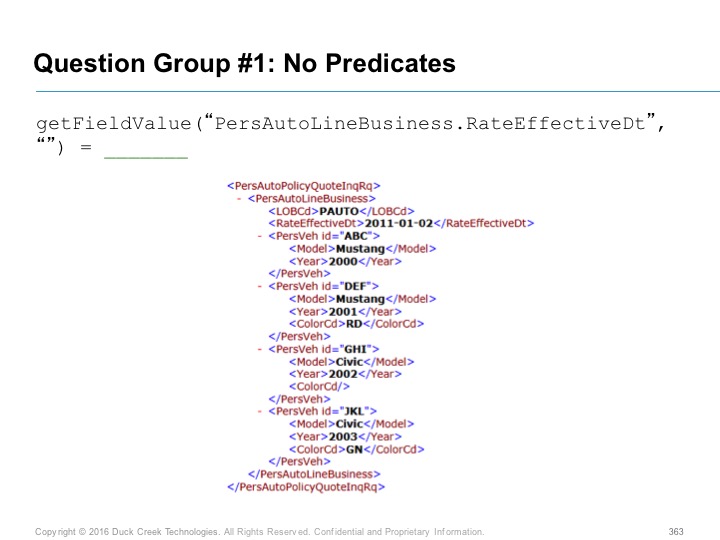 Question Group #1: No Predicates
getFieldValue(“PersAutoLineBusiness.RateEffectiveDt”,
“”) = _______
<PersAutoPolicyQuoteInqRq>
- <PersAutoLineBusiness>
<LOBCd>PAUTO</LOBCd>
<RateEffectiveDt>2011-01-02</RateEffectiveDt>
- <PersVeh id="ABC">
<Model>Mustang</Model>
<Year>2000</Year>
</PersVeh>
- <PersVeh id="DEF">
<Model>Mustang</Model>
<Year>2001</Year>
<ColorCd>RD</ColorCd>
</PersVeh>
- <PersVeh id="GHI">
<Model>Civic</Model>
<Year>2002</Year>
<ColorCd/>
</PersVeh>
- <PersVeh id="JKL">
<Model>Civic</Model>
<Year>2003</Year>
<ColorCd>GN</ColorCd>
</PersVeh>
</PersAutoLineBusiness>
</PersAutoPolicyQuoteInqRq>
Copyright © 2016 Duck Creek Technologies. All Rights Reserved. Confidential and Proprietary Information. 363